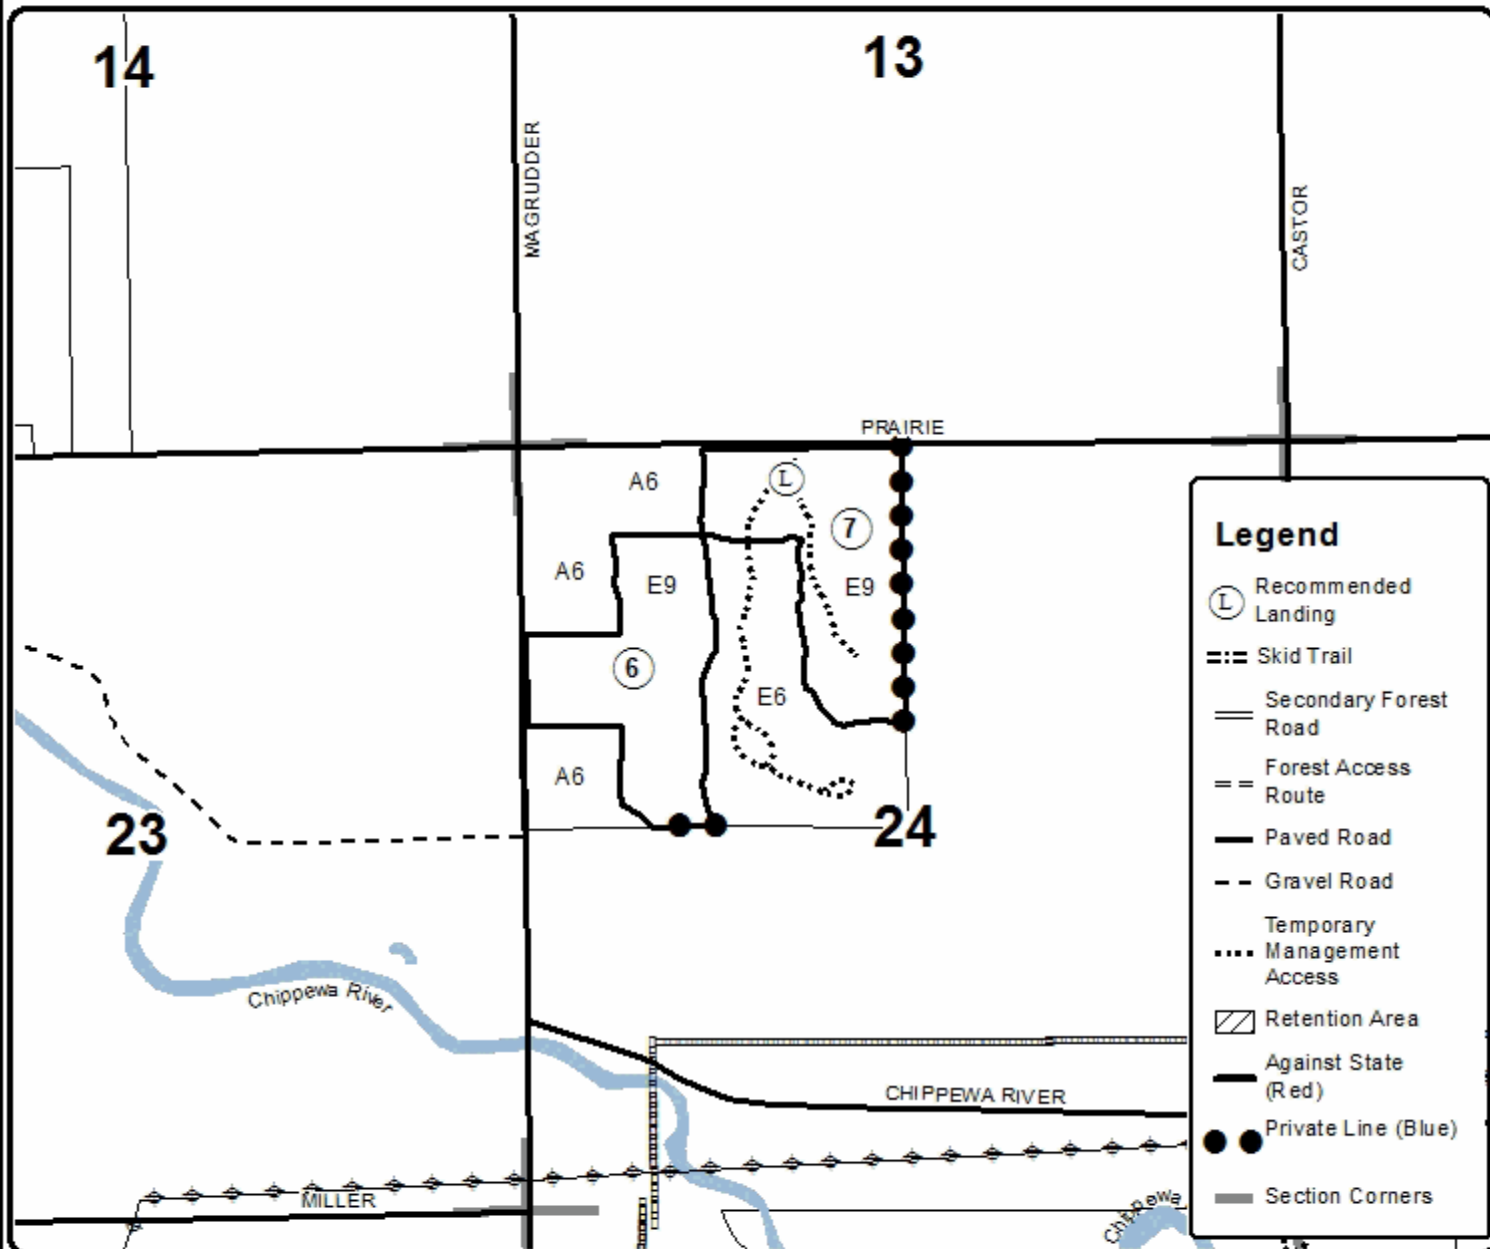 14
13
MAGRUDDER
CASTOR
PRAIRIE
A6
L
7
A6
E9
E9
6
E6
A6
23
24
Chippewa River
CHIPPEWA RIVER
MILLER
Chippewa
Legend
L
Recommended
Landing
Skid Trail
Secondary Forest
Road
Forest Access
Route
Paved Road
Gravel Road
Temporary
Management
Access
Retention Area
Against State
(Red)
Private Line (Blue)
Section Corners